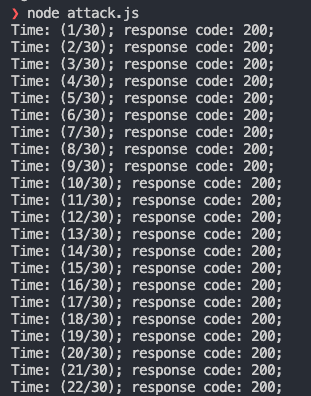 ❯ node attack.js
Time: (1/30); response code: 200;
Time: (2/30); response code: 200;
Time: (3/30); response code: 200;
Time: (4/30); response code: 200;
Time: (5/30); response code: 200;
Time: (6/30); response code: 200;
Time: (7/30); response code: 200;
Time: (8/30); response code: 200;
Time: (9/30); response code: 200;
Time: (10/30); response code: 200;
Time: (11/30); response code: 200;
Time: (12/30); response code: 200;
Time: (13/30); response code: 200;
Time: (14/30); response code: 200;
Time: (15/30); response code: 200;
Time: (16/30); response code: 200;
Time: (17/30); response code: 200;
Time: (18/30); response code: 200;
Time: (19/30); response code: 200;
Time: (20/30); response code: 200;
Time: (21/30); response code: 200;
Time: (22/30); response code: 200;